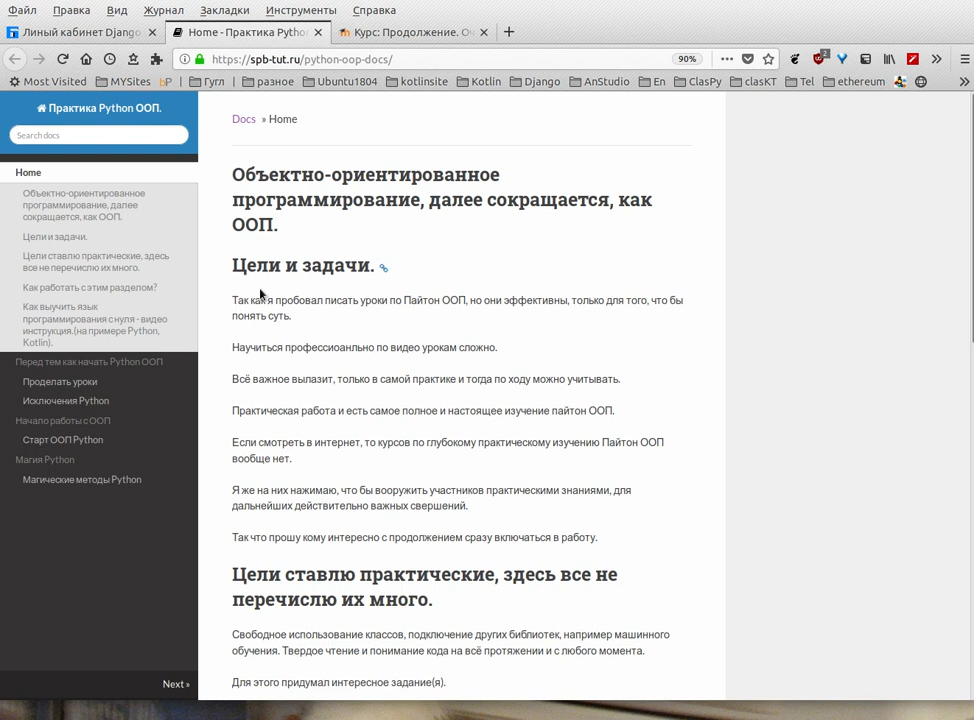 Файл Правка Вид Журнал Закладки Инструменты Справка
Линый кабинет Django
Home - Практика Pytho
Курс: Продолжение. Оч
https://spb-tut.ru/python-oop-docs/
90%
2
Most Visited MYSites Гугл разное Ubuntu1804 kotlinsite Kotlin Django AnStudio En ClasPy clasKT Tel ethereum
Практика Python ООП.
Search docs
Home
Объектно-ориентированное
программирование, далее
сокращается, как ООП.
Цели и задачи.
Цели ставлю практические, здесь
все не перечислю их много.
Как работать с этим разделом?
Как выучить язык
программирования с нуля - видео
инструкция.(на примере Python,
Kotlin).
Перед тем как начать Python ООП
Проделать уроки
Исключения Python
Начало работы с ООП
Старт ООП Python
Магия Python
Магические методы Python
Next »
Docs » Home
Объектно-ориентированное
программирование, далее сокращается, как
ООП.
Цели и задачи.
Так как я пробовал писать уроки по Пайтон ООП, но они эффективны, только для того, что бы
понять суть.
Научиться профессиоанльно по видео урокам сложно.
Всё важное вылазит, только в самой практике и тогда по ходу можно учитывать.
Практическая работа и есть самое полное и настоящее изучение пайтон ООП.
Если смотреть в интернет, то курсов по глубокому практическому изучению Пайтон ООП
вообще нет.
Я же на них нажимаю, что бы вооружить участников практическими знаниями, для
дальнейших действительно важных свершений.
Так что прошу кому интересно с продолжением сразу включаться в работу.
Цели ставлю практические, здесь все не
перечислю их много.
Свободное использование классов, подключение других библиотек, например машинного
обучения. Твердое чтение и понимание кода на всё протяжении и с любого момента.
Для этого придумал интересное задание(я).